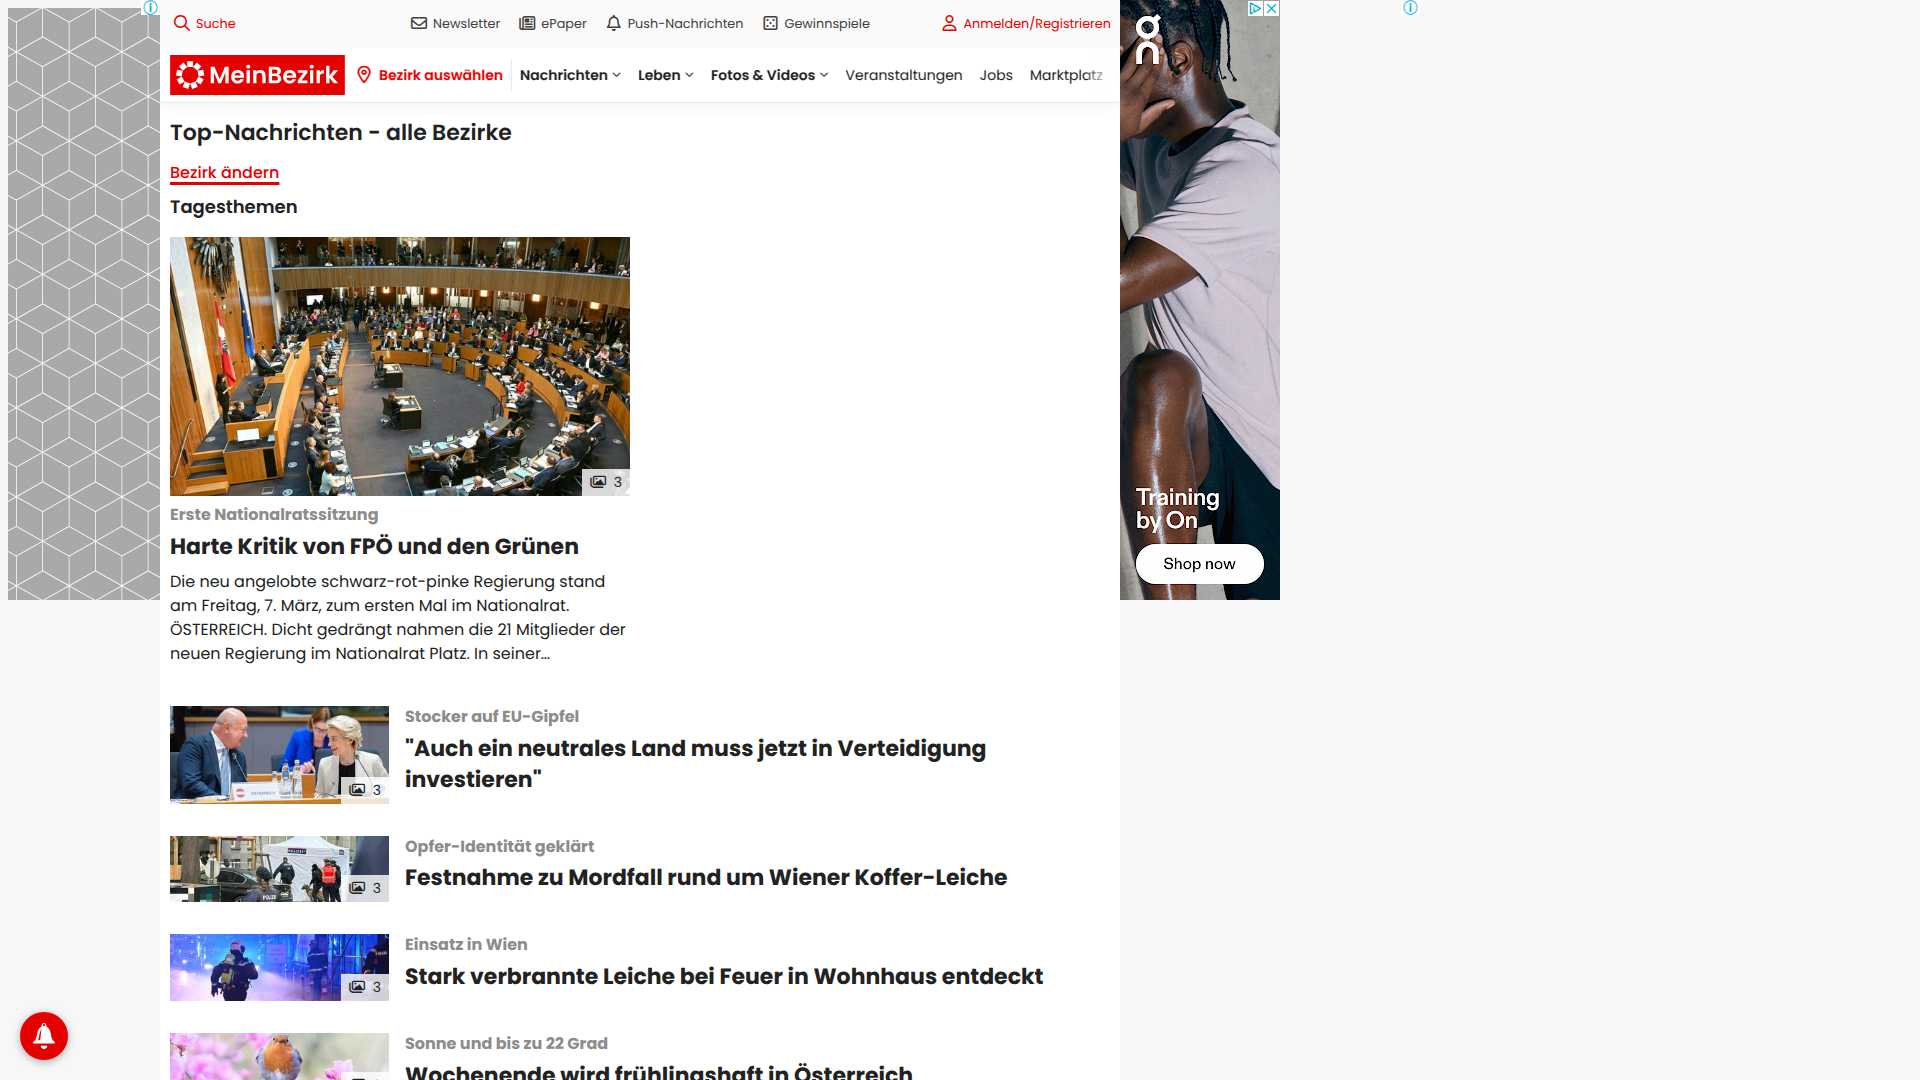 Suche
Newsletter
ePaper
Push-Nachrichten
Gewinnspiele
Anmelden/Registrieren
MeinBezirk
Bezirk auswählen
Nachrichten
Leben
Fotos & Videos
Veranstaltungen
Jobs
Marktplatz
Top-Nachrichten - alle Bezirke
Bezirk ändern
Tagesthemen
3
Erste Nationalratssitzung
Harte Kritik von FPÖ und den Grünen
Die neu angelobte schwarz-rot-pinke Regierung stand
am Freitag, 7. März, zum ersten Mal im Nationalrat.
ÖSTERREICH. Dicht gedrängt nahmen die 21 Mitglieder der
neuen Regierung im Nationalrat Platz. In seiner...
3
Stocker auf EU-Gipfel
"Auch ein neutrales Land muss jetzt in Verteidigung
investieren"
3
Opfer-Identität geklärt
Festnahme zu Mordfall rund um Wiener Koffer-Leiche
3
Einsatz in Wien
Stark verbrannte Leiche bei Feuer in Wohnhaus entdeckt
Sonne und bis zu 22 Grad
Wochenende wird frühlingshaft in Österreich
on
Training
by On
Shop now